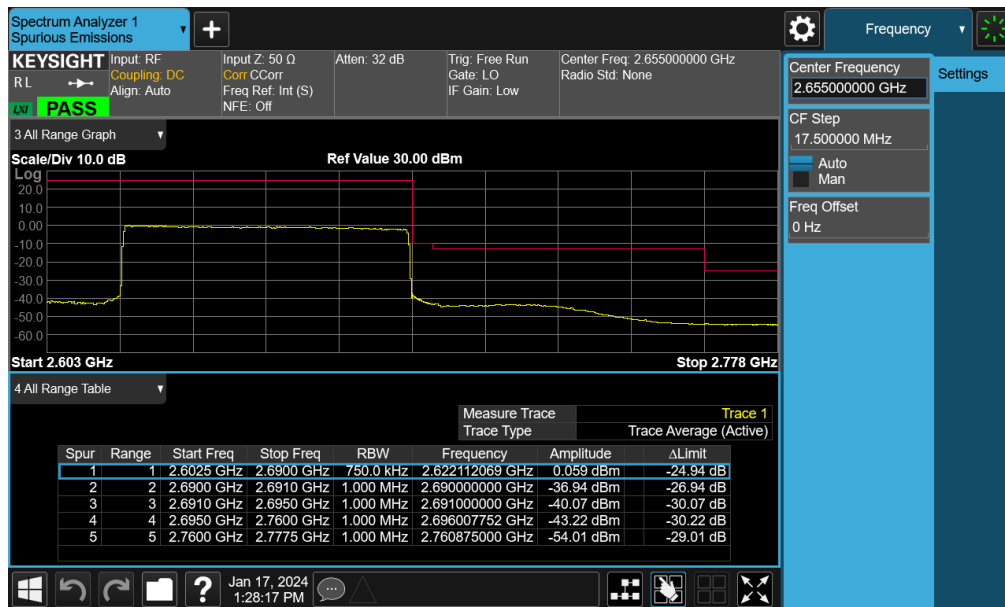 Spectrum Analyzer 1
Spurious Emissions
Frequency
KEYSIGHT Input: RF Input Z: 50 Ω Atten: 32 dB Trig: Free Run Center Freq: 2.655000000 GHz
R L Coupling: DC Corr CCorr Gate: LO Radio Std: None
Align: Auto Freq Ref: Int (S) IF Gain: Low
LXI PASS NFE: Off
Center Frequency
2.655000000 GHz
Settings
CF Step
17.500000 MHz
Auto
Man
Freq Offset
0 Hz
3 All Range Graph
Scale/Div 10.0 dB Ref Value 30.00 dBm
Log
20.0
10.0
0.00
-10.0
-20.0
-30.0
-40.0
-50.0
-60.0
Start 2.603 GHz Stop 2.778 GHz
4 All Range Table
Measure Trace Trace 1
Trace Type Trace Average (Active)
Spur Range Start Freq Stop Freq RBW Frequency Amplitude ΔLimit
1 1 2.6025 GHz 2.6900 GHz 750.0 kHz 2.622112069 GHz 0.059 dBm -24.94 dB
2 2 2.6900 GHz 2.6910 GHz 1.000 MHz 2.690000000 GHz -36.94 dBm -26.94 dB
3 3 2.6910 GHz 2.6950 GHz 1.000 MHz 2.691000000 GHz -40.07 dBm -30.07 dB
4 4 2.6950 GHz 2.7600 GHz 1.000 MHz 2.696007752 GHz -43.22 dBm -30.22 dB
5 5 2.7600 GHz 2.7775 GHz 1.000 MHz 2.760875000 GHz -54.01 dBm -29.01 dB
? Jan 17, 2024
1:28:17 PM